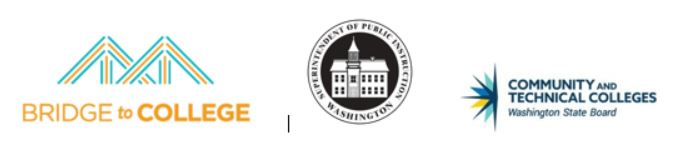 BRIDGE to COLLEGE
SUPERINTENDENT OF PUBLIC INSTRUCTION
WASHINGTON
COMMUNITY AND
TECHNICAL COLLEGES
Washington State Board